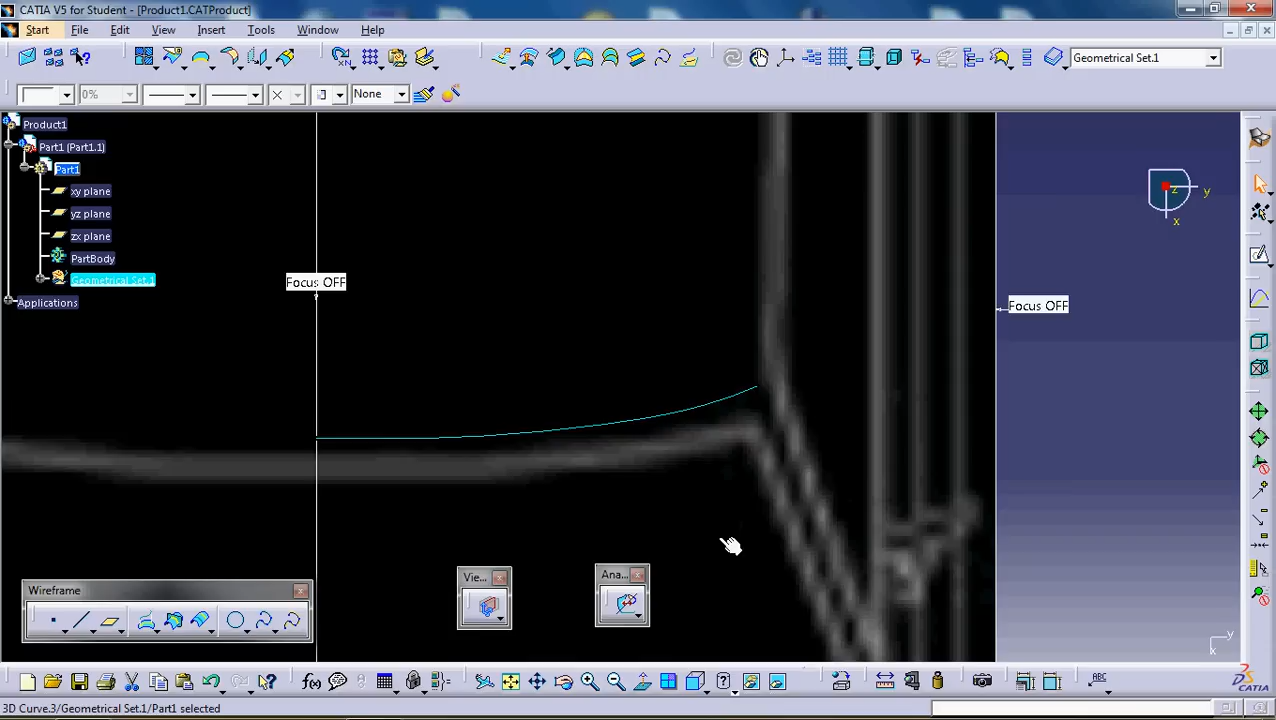 CATIA V5 for Student - [Product1.CATProduct]
Start File Edit View Insert Tools Window Help
Geometrical Set.1
0% None
Product1
Part1 (Part1.1)
Part1
xy plane
yz plane
zx plane
PartBody
Geometrical Set.1
Applications
Focus OFF
Focus OFF
z
y
x
Wireframe
Vie...
Ana...
y
x
f(x)
ABC
CATIA
3D Curve.3/Geometrical Set.1/Part1 selected